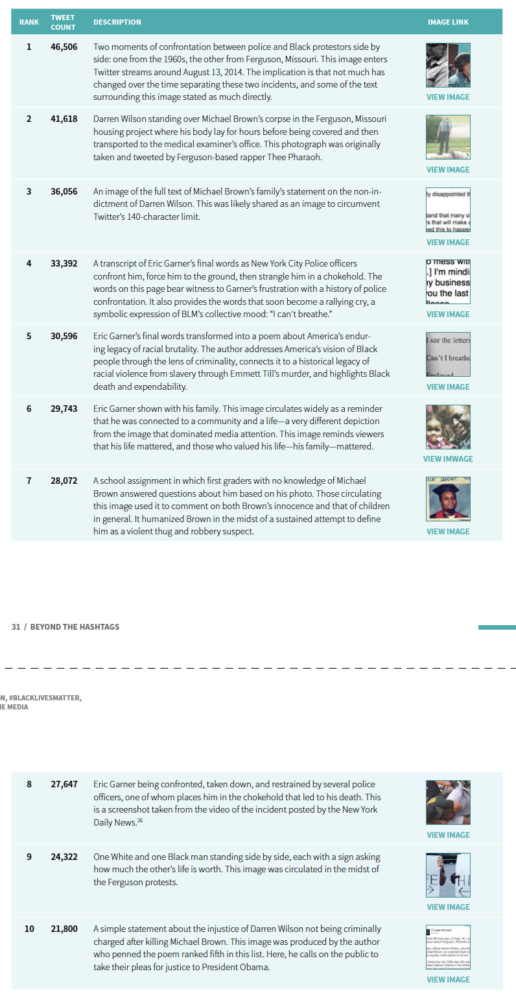 RANK TWEET COUNT DESCRIPTION IMAGE LINK
1 46,506 Two moments of confrontation between police and Black protestors side by
side: one from the 1960s, the other from Ferguson, Missouri. This image enters
Twitter streams around August 13, 2014. The implication is that not much has
changed over the time separating these two incidents, and some of the text
surrounding this image stated as much directly.
VIEW IMAGE
2 41,618 Darren Wilson standing over Michael Brown’s corpse in the Ferguson, Missouri
housing project where his body lay for hours before being covered and then
transported to the medical examiner’s office. This photograph was originally
taken and tweeted by Ferguson-based rapper Thee Pharaoh.
VIEW IMAGE
3 36,056 An image of the full text of Michael Brown’s family’s statement on the non-in-
dictment of Darren Wilson. This was likely shared as an image to circumvent
Twitter’s 140-character limit.
ly disappointed th
tand that many o
s that will make a
ved this to happen
VIEW IMAGE
4 33,392 A transcript of Eric Garner’s final words as New York City Police officers
confront him, force him to the ground, then strangle him in a chokehold. The
words on this page bear witness to Garner’s frustration with a history of police
confrontation. It also provides the words that soon become a rallying cry, a
symbolic expression of BLM’s collective mood: “I can't breathe.”
o mess with
.] I'm mindi
ny business
you the last
Please
VIEW IMAGE
5 30,596 Eric Garner’s final words transformed into a poem about America’s endur-
ing legacy of racial brutality. The author addresses America’s vision of Black
people through the lens of criminality, connects it to a historical legacy of
racial violence from slavery through Emmett Till’s murder, and highlights Black
death and expendability.
I see the letters
Can’t I breathe
Enslaved
VIEW IMAGE
6 29,743 Eric Garner shown with his family. This image circulates widely as a reminder
that he was connected to a community and a life—a very different depiction
from the image that dominated media attention. This image reminds viewers
that his life mattered, and those who valued his life—his family—mattered.
VIEW IMWAGE
7 28,072 A school assignment in which first graders with no knowledge of Michael
Brown answered questions about him based on his photo. Those circulating
this image used it to comment on both Brown’s innocence and that of children
in general. It humanized Brown in the midst of a sustained attempt to define
him as a violent thug and robbery suspect.
VIEW IMAGE
31 / BEYOND THE HASHTAGS
N, #BLACKLIVESMATTER,
E MEDIA
8 27,647 Eric Garner being confronted, taken down, and restrained by several police
officers, one of whom places him in the chokehold that led to his death. This
is a screenshot taken from the video of the incident posted by the New York
Daily News.26
VIEW IMAGE
9 24,322 One White and one Black man standing side by side, each with a sign asking
how much the other’s life is worth. This image was circulated in the midst of
the Ferguson protests.
FE HI
VIEW IMAGE
10 21,800 A simple statement about the injustice of Darren Wilson not being criminally
charged after killing Michael Brown. This image was produced by the author
who penned the poem ranked fifth in this list. Here, he calls on the public to
take their pleas for justice to President Obama.
VIEW IMAGE